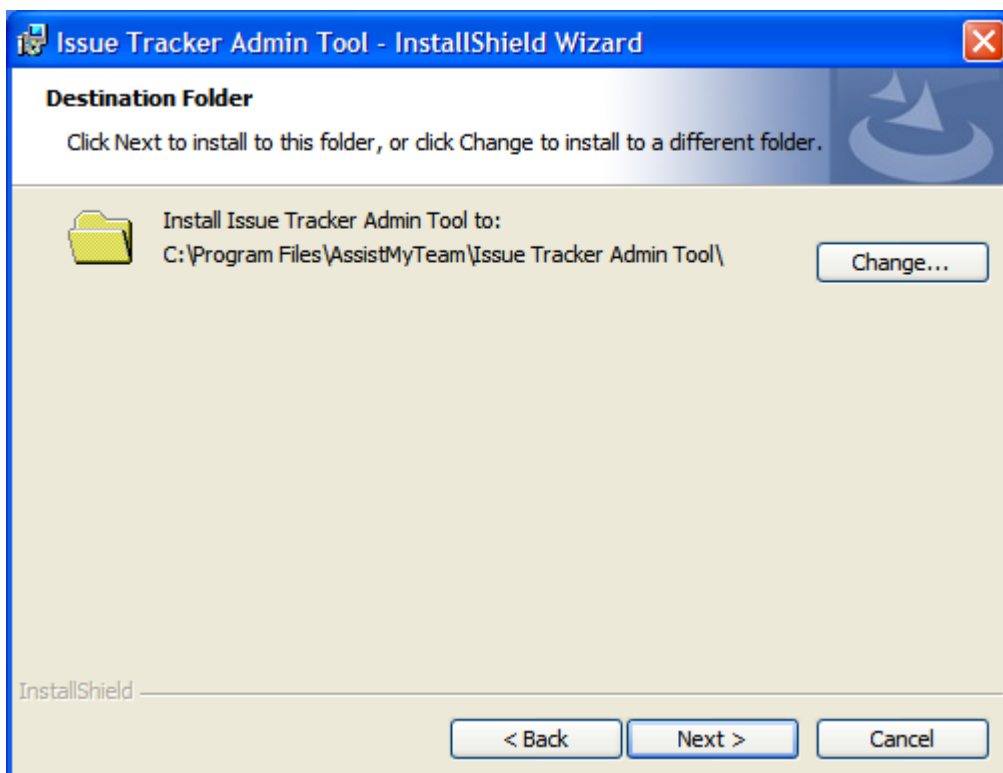 Issue Tracker Admin Tool - InstallShield Wizard
Destination Folder
Click Next to install to this folder, or click Change to install to a different folder.
Install Issue Tracker Admin Tool to:
C:\Program Files\AssistMyTeam\Issue Tracker Admin Tool\
Change...
InstallShield
< Back
Next >
Cancel